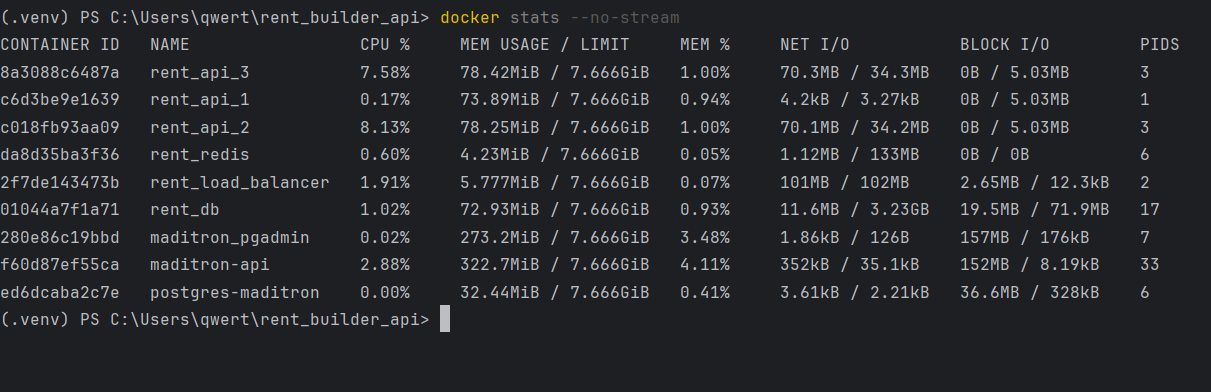 (.venv) PS C:\Users\qwert\rent_builder_api> docker stats --no-stream
CONTAINER ID   NAME                 CPU %     MEM USAGE / LIMIT     MEM %     NET I/O           BLOCK I/O         PIDS
8a3088c6487a   rent_api_3           7.58%     78.42MiB / 7.666GiB   1.00%     70.3MB / 34.3MB   0B / 5.03MB       3
c6d3be9e1639   rent_api_1           0.17%     73.89MiB / 7.666GiB   0.94%     4.2kB / 3.27kB    0B / 5.03MB       1
c018fb93aa09   rent_api_2           8.13%     78.25MiB / 7.666GiB   1.00%     70.1MB / 34.2MB   0B / 5.03MB       3
da8d35ba3f36   rent_redis           0.60%     4.23MiB / 7.666GiB    0.05%     1.12MB / 133MB    0B / 0B           6
2f7de143473b   rent_load_balancer   1.91%     5.777MiB / 7.666GiB   0.07%     101MB / 102MB     2.65MB / 12.3kB   2
01044a7f1a71   rent_db              1.02%     72.93MiB / 7.666GiB   0.93%     11.6MB / 3.23GB   19.5MB / 71.9MB   17
280e86c19bbd   maditron_pgadmin     0.02%     273.2MiB / 7.666GiB   3.48%     1.86kB / 126B     157MB / 176kB     7
f60d87ef55ca   maditron-api         2.88%     322.7MiB / 7.666GiB   4.11%     352kB / 35.1kB    152MB / 8.19kB    33
ed6dcaba2c7e   postgres-maditron    0.00%     32.44MiB / 7.666GiB   0.41%     3.61kB / 2.21kB   36.6MB / 328kB    6
(.venv) PS C:\Users\qwert\rent_builder_api>